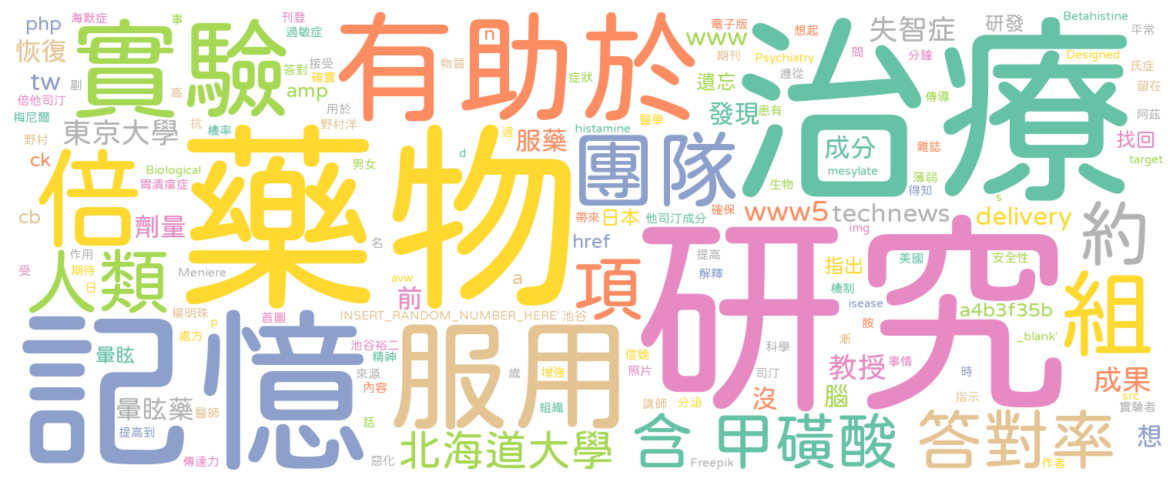 php
海默症
事
刊登
過敏症
實驗
有助於
n
物質
症狀
www
電子版
期刊
想起
Psychiatry
遵從
失智症
研發
Betahistine
平常
Designed
氏症
留在
阿茲
恢復
tw
副
高
答對
接受
確實
amp
遺忘
間
分鐘
傳導
治療
倍他司汀
梅尼爾
抗
機率
用於
野村洋
發現
患有
野村
東京大學
服藥
histamine
醫學
團隊
成分
mesylate
雜誌
薄弱
得知
找回
target
ck
倍
Biological
胃潰瘍症
男女
週
d
藥物
生物
s
cb
劑量
名
帶來
日本
他司汀成分
確保
www5
technews
delivery
約
img
受
人類
作用
期待
日
Meniere
avw
a
href
項
前
提高
解釋
研究
指出
美國
機制
安全性
isease
a4b3f35b
組
_blank'
楊明珠
p
處方
首圖
INSERT_RANDOM_NUMBER_HERE'
池谷
胺
漸
記憶
暈眩
池谷裕二
精神
來源
內容
服用
歲
增強
信號
照片
科學
司汀
教授
事情
時
成果
src
暈眩藥
醫師
提高到
話
組織
講師
分泌
沒
腦
指示
實驗者
傳達力
惡化
北海道大學
含
甲磺酸
Freepik
答對率
作者
想